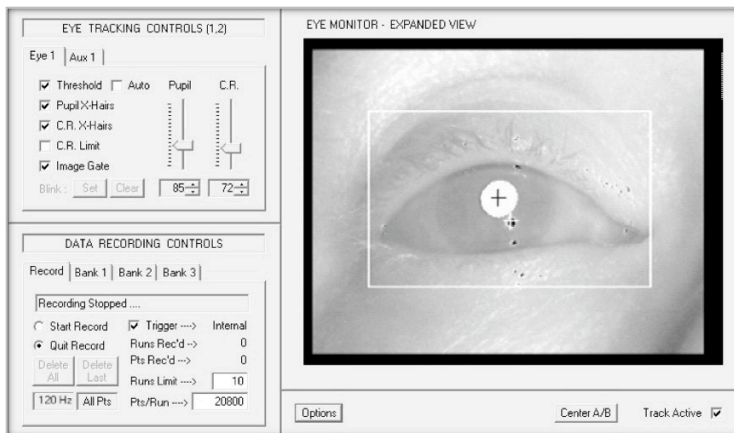 EYE TRACKING CONTROLS (1,2)
Eye 1 Aux 1
Threshold Auto Pupil C.R.
Pupil X-Hairs
C.R. X-Hairs
C.R. Limit
Image Gate
Blink : Set Clear 85 72
DATA RECORDING CONTROLS
Record Bank 1 Bank 2 Bank 3
Recording Stopped ....
Start Record Trigger ----> Internal
Quit Record Runs Rec'd --> 0
Delete All Delete Last Pts Rec'd ---> 0
Runs Limit ----> 10
120 Hz All Pts Pts/Run ----> 20800
EYE MONITOR - EXPANDED VIEW
Options Center A/B Track Active